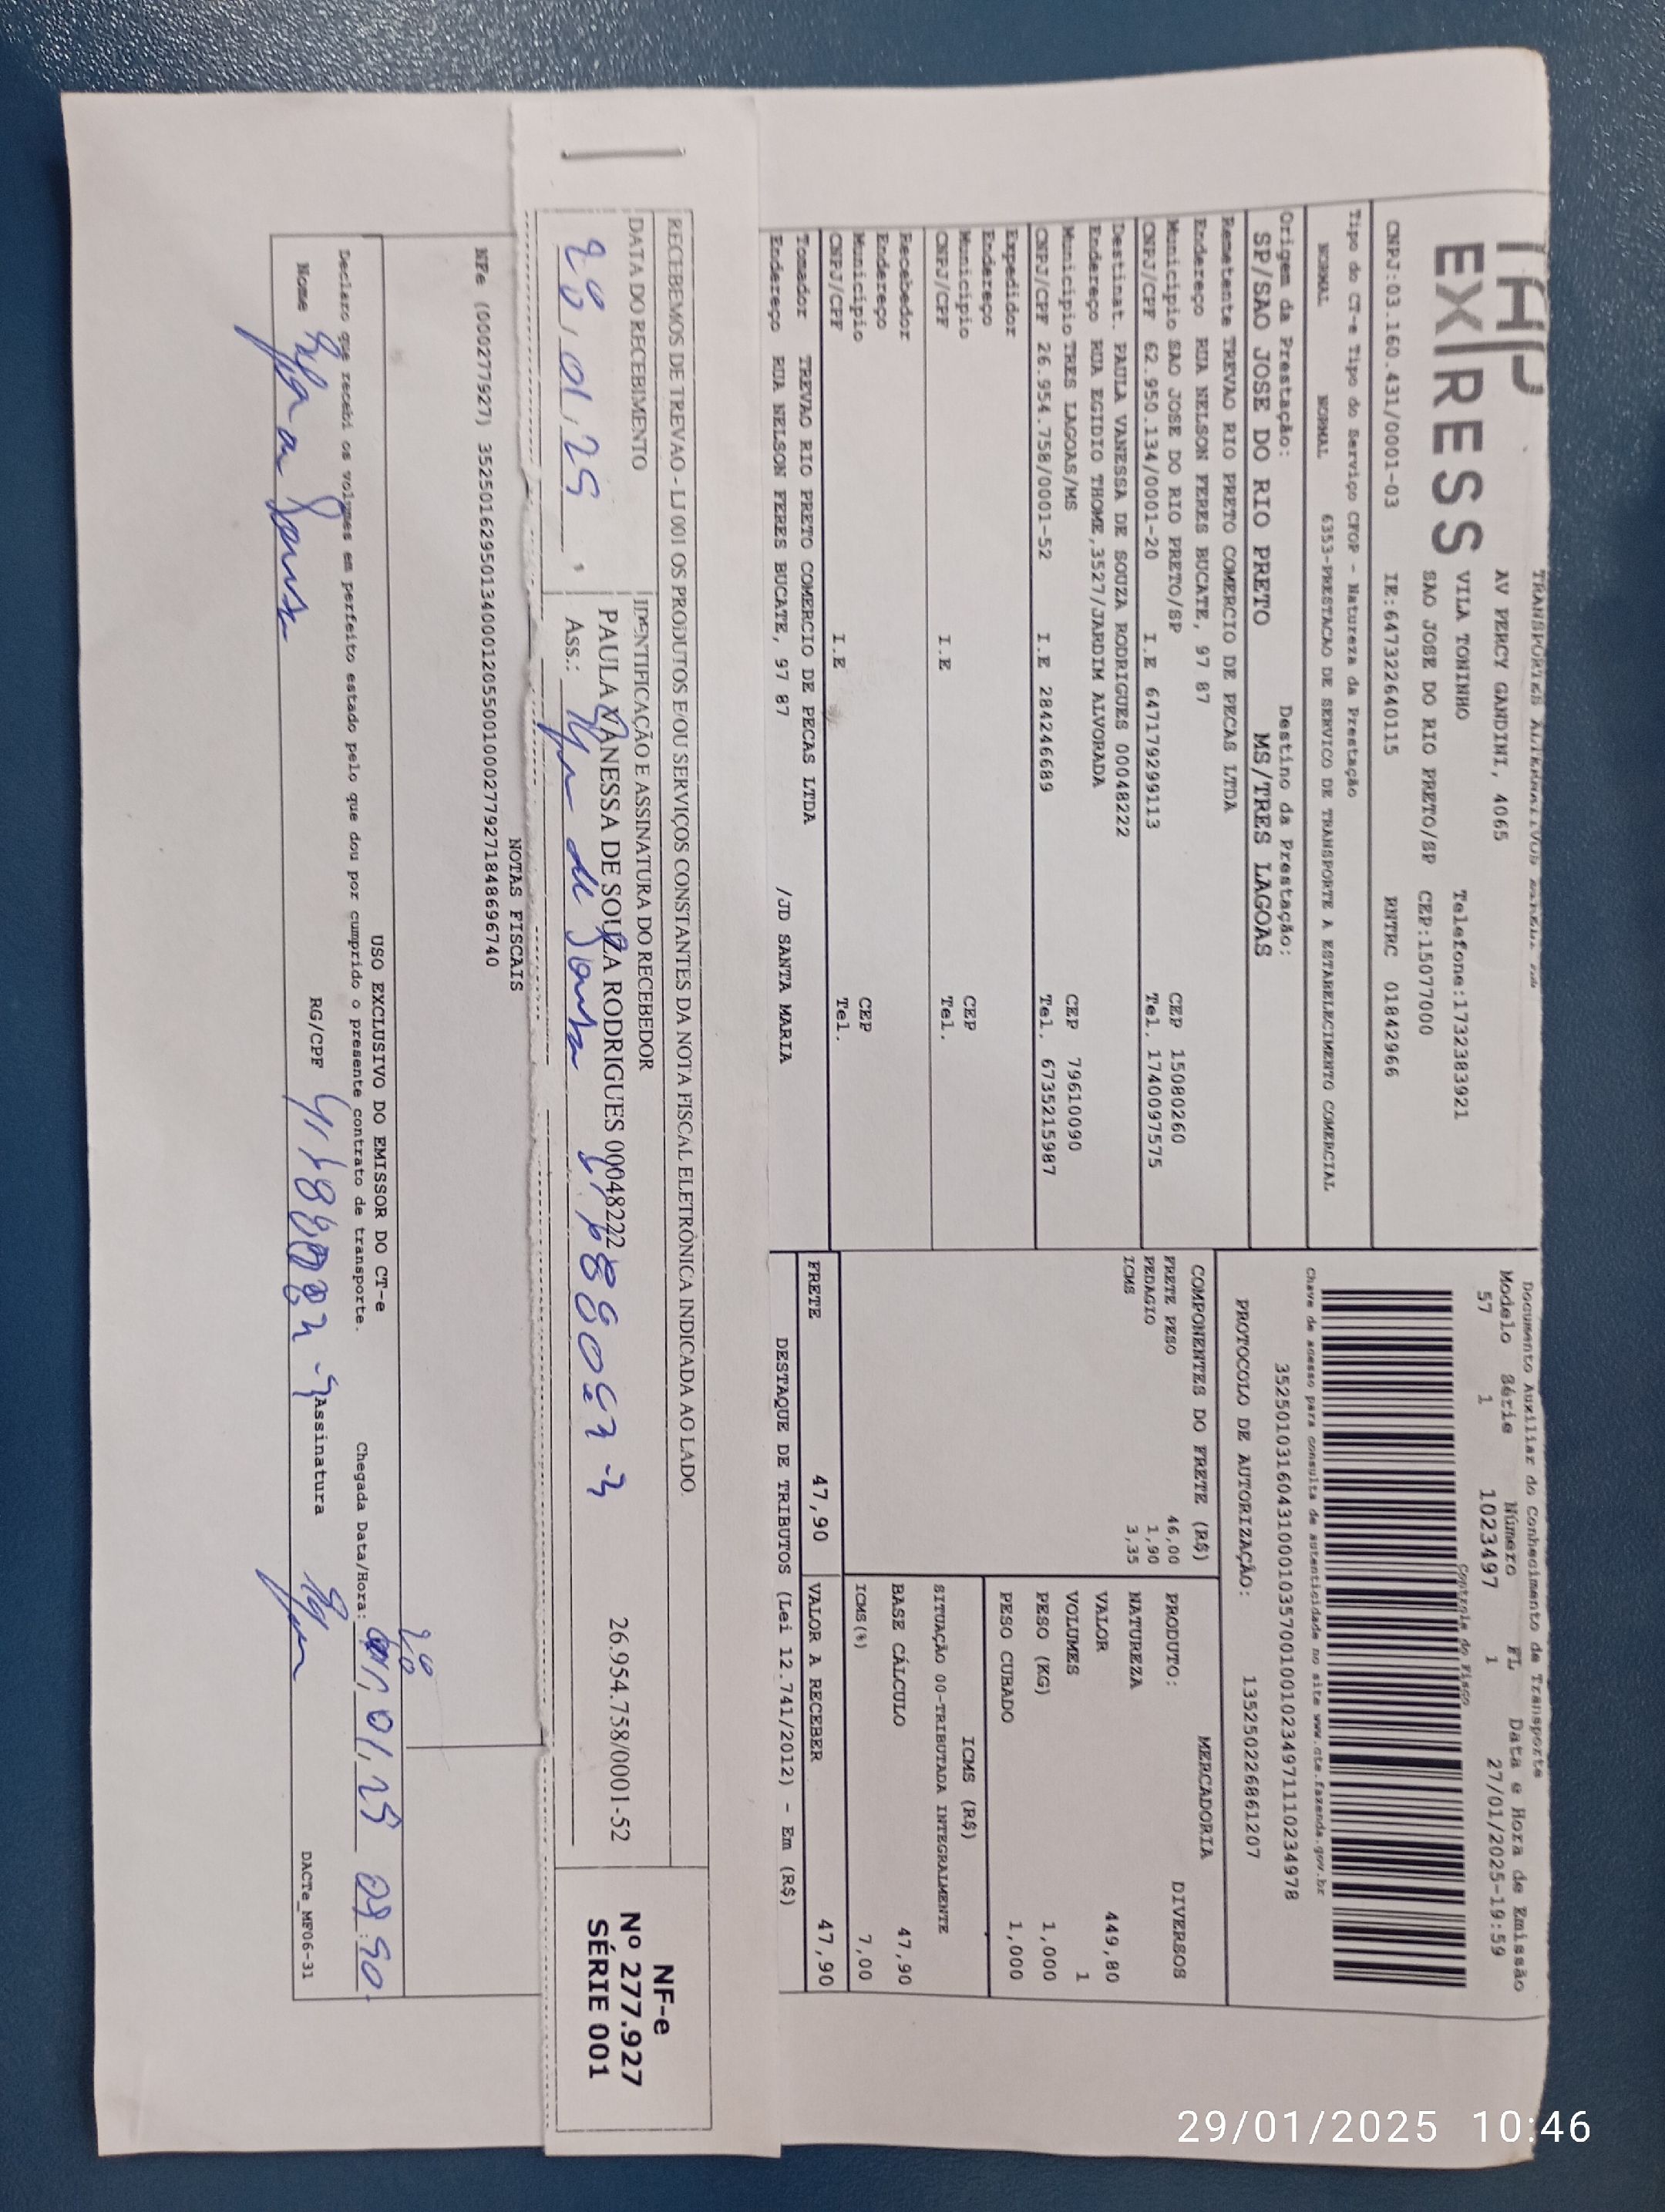 THP
EXPRESS
AV PERCY GANDINI, 4065
VILA TONINHO Telefone:1732383921
SAO JOSE DO RIO PRETO/SP CEP:15077000
CNPJ:03.160.431/0001-03 IE:647322640115 RNTRC 01842966
Documento Auxiliar do Conhecimento de Transporte
Modelo Série Número FL Data e Hora de Emissão
57 1 1023497 1 27/01/2025-19:59
Controle do Fisco
Chave de acesso para consulta de autenticidade no site www.cte.fazenda.gov.br
35250103160431000103570010010234971110234978
PROTOCOLO DE AUTORIZAÇÃO: 135250226861207
Tipo do CT-e Tipo do Serviço CFOP - Natureza da Prestação
NORMAL NORMAL 6353-PRESTACAO DE SERVICO DE TRANSPORTE A ESTABELECIMENTO COMERCIAL
Origem da Prestação: Destino da Prestação:
SP/SAO JOSE DO RIO PRETO MS/TRES LAGOAS
Remetente TREVAO RIO PRETO COMERCIO DE PECAS LTDA
Endereço RUA NELSON FERES BUCATE, 97 87
Municipio SAO JOSE DO RIO PRETO/SP CEP 15080260
CNPJ/CPF 62.950.134/0001-20 I.E 647179299113 Tel. 1740097575
Destinat. PAULA VANESSA DE SOUZA RODRIGUES 00048222
Endereço RUA EGIDIO THOME,3527/JARDIM ALVORADA
Municipio TRES LAGOAS/MS CEP 79610090
CNPJ/CPF 26.954.758/0001-52 I.E 284246689 Tel. 6735215987
Expedidor
Endereço
Municipio CEP
CNPJ/CPF I.E Tel.
Recebedor
Endereço
Municipio CEP
CNPJ/CPF I.E Tel.
Tomador TREVAO RIO PRETO COMERCIO DE PECAS LTDA
Endereço RUA NELSON FERES BUCATE, 97 87 /JD SANTA MARIA
COMPONENTES DO FRETE (R$)
FRETE PESO 46,00
PEDAGIO 1,90
ICMS 3,35
MERCADORIA
PRODUTO: DIVERSOS
NATUREZA
VALOR 449,80
VOLUMES 1
PESO (KG) 1,000
PESO CUBADO 1,000
ICMS (R$)
SITUAÇÃO 00-TRIBUTADA INTEGRALMENTE
BASE CÁLCULO 47,90
ICMS(%) 7,00
FRETE 47,90 VALOR A RECEBER 47,90
DESTAQUE DE TRIBUTOS (Lei 12.741/2012) - Em (R$)
RECEBEMOS DE TREVAO - LJ 001 OS PRODUTOS E/OU SERVIÇOS CONSTANTES DA NOTA FISCAL ELETRÔNICA INDICADA AO LADO.
DATA DO RECEBIMENTO IDENTIFICAÇÃO E ASSINATURA DO RECEBEDOR
PAULA VANESSA DE SOUZA RODRIGUES 00048222 26.954.758/0001-52
01,25 Ass.: de Souza
NF-e
Nº 277.927
SÉRIE 001
NOTAS FISCAIS
NFe (000277927) 35250162950134000120550010002779271848696740
USO EXCLUSIVO DO EMISSOR DO CT-e
Declaro que recebi os volumes em perfeito estado pelo que dou por cumprido o presente contrato de transporte. Chegada Data/Hora: 01,25
Nome RG/CPF Assinatura
DACTe_MF06-31
29/01/2025 10:46